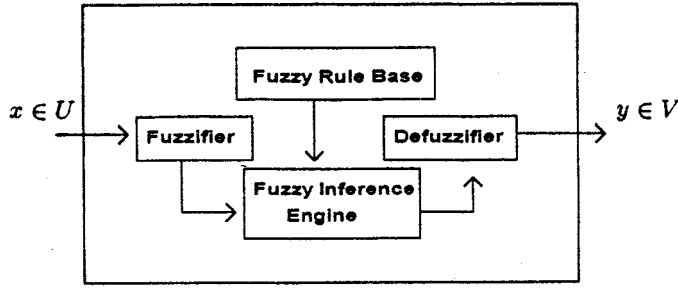 Fuzzy Rule Base
x ∈ U
y ∈ V
Fuzzifier
Defuzzifier
Fuzzy Inference
Engine